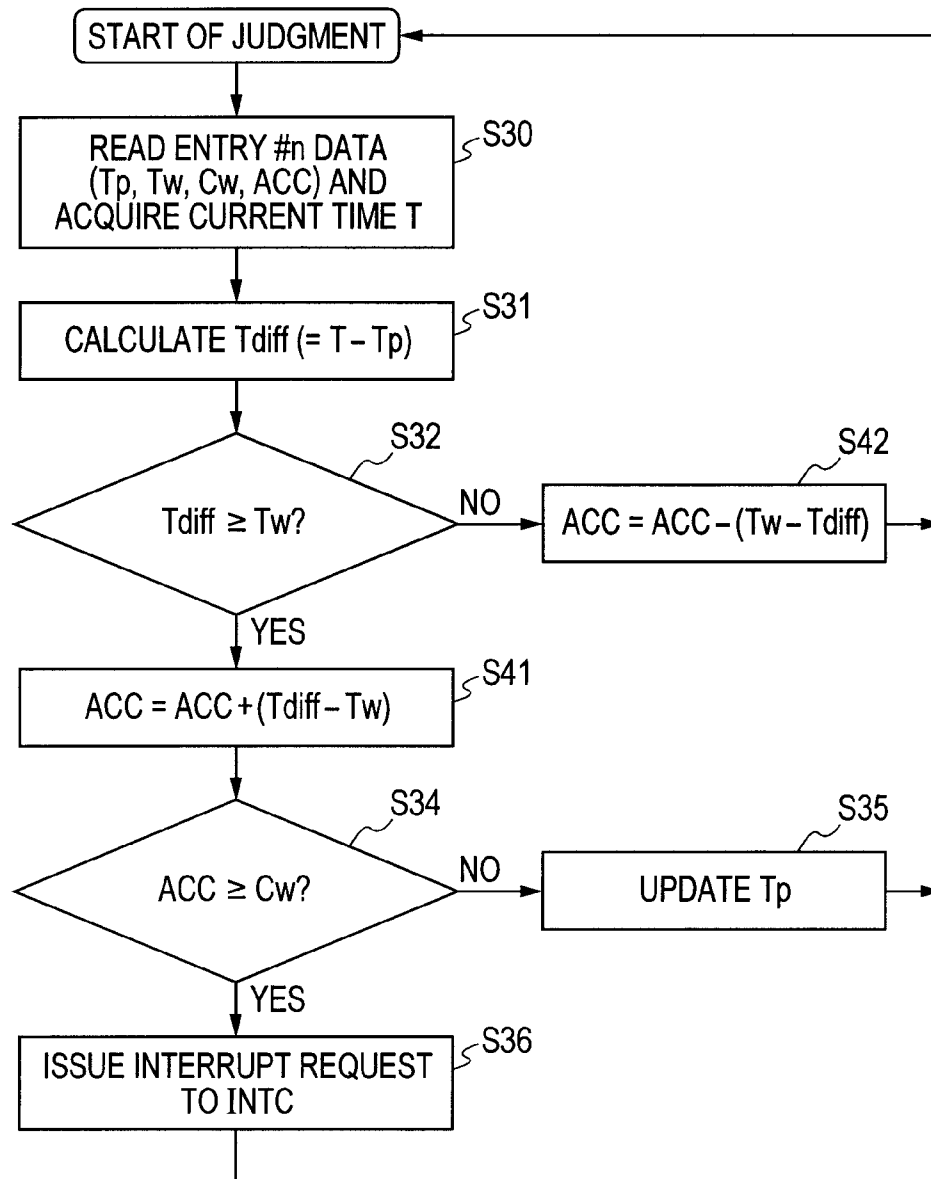 START OF JUDGMENT
S30
READ ENTRY #n DATA
(Tp, Tw, Cw, ACC) AND
ACQUIRE CURRENT TIME T
S31
CALCULATE Tdiff (= T – Tp)
S32
Tdiff ≥ Tw?
NO
S42
ACC = ACC – (Tw – Tdiff)
YES
S41
ACC = ACC + (Tdiff – Tw)
S34
ACC ≥ Cw?
NO
S35
UPDATE Tp
YES
S36
ISSUE INTERRUPT REQUEST
TO INTC